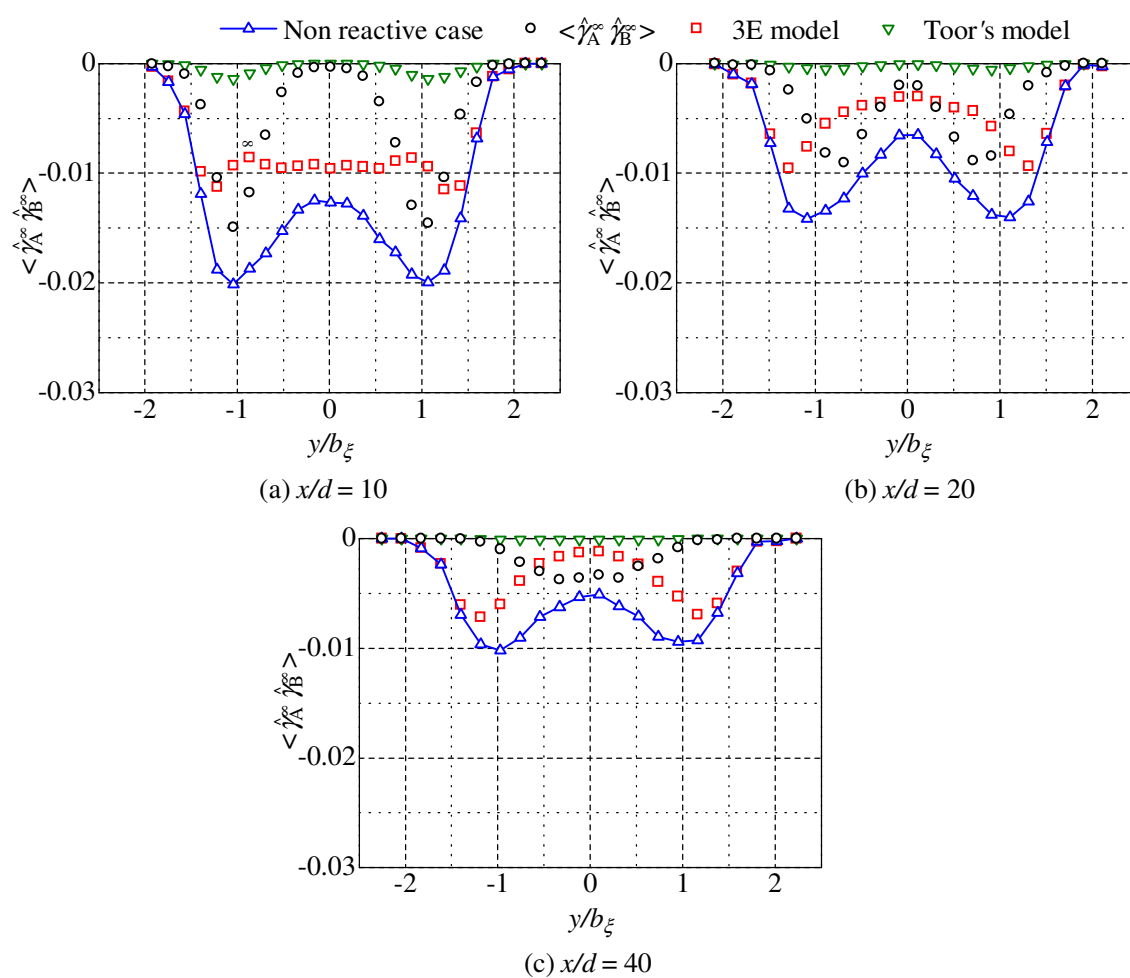 Non reactive case <γ̂A∞ γ̂B∞> 3E model Toor's model
0
-0.01
-0.02
-0.03
<γ̂A∞ γ̂B∞>
∞
-2 -1 0 1 2
y/bξ
(a) x/d = 10
0
-0.01
-0.02
-0.03
<γ̂A∞ γ̂B∞>
-2 -1 0 1 2
y/bξ
(b) x/d = 20
0
-0.01
-0.02
-0.03
<γ̂A∞ γ̂B∞>
-2 -1 0 1 2
y/bξ
(c) x/d = 40